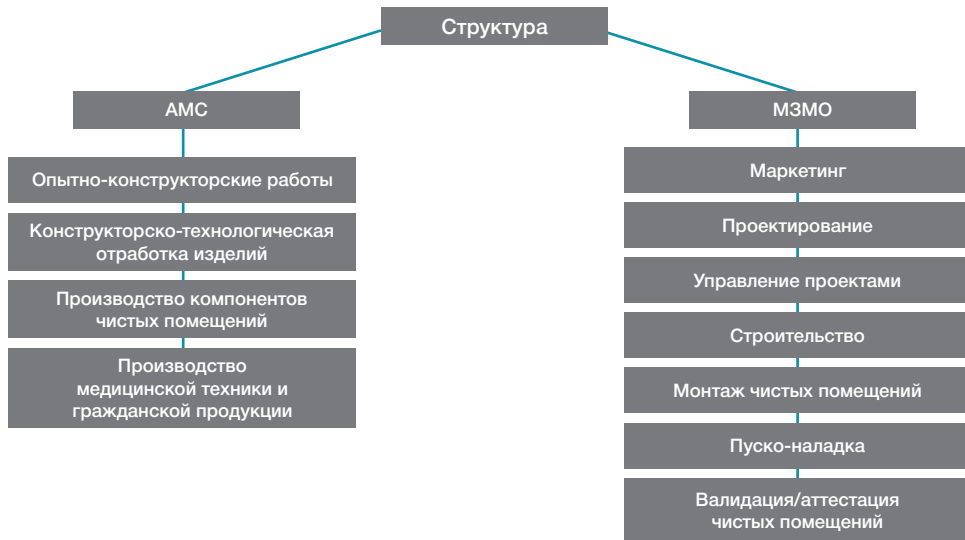 Структура
АМС
Опытно-конструкторские работы
Конструкторско-технологическая
отработка изделий
Производство компонентов
чистых помещений
Производство
медицинской техники и
гражданской продукции
МЗМО
Маркетинг
Проектирование
Управление проектами
Строительство
Монтаж чистых помещений
Пуско-наладка
Валидация/аттестация
чистых помещений